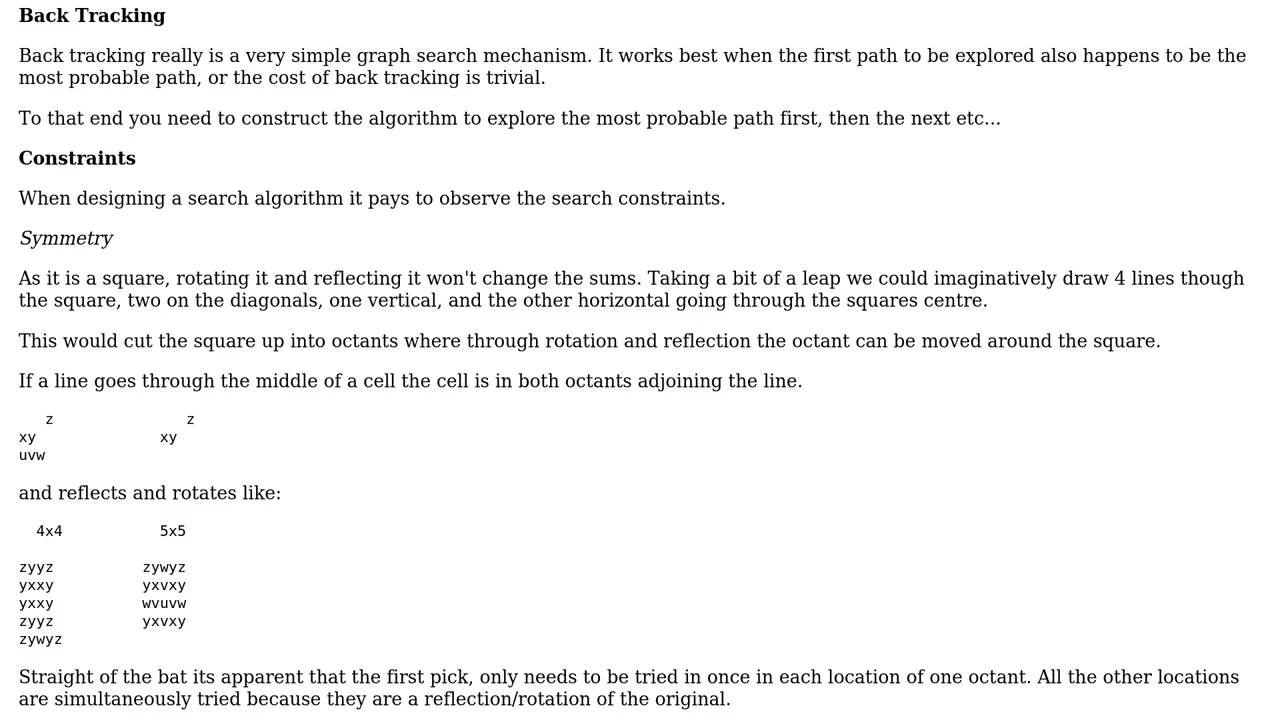 Back Tracking
Back tracking really is a very simple graph search mechanism. It works best when the first path to be explored also happens to be the
most probable path, or the cost of back tracking is trivial.
To that end you need to construct the algorithm to explore the most probable path first, then the next etc...
Constraints
When designing a search algorithm it pays to observe the search constraints.
Symmetry
As it is a square, rotating it and reflecting it won't change the sums. Taking a bit of a leap we could imaginatively draw 4 lines though
the square, two on the diagonals, one vertical, and the other horizontal going through the squares centre.
This would cut the square up into octants where through rotation and reflection the octant can be moved around the square.
If a line goes through the middle of a cell the cell is in both octants adjoining the line.
   z               z
xy              xy
uvw
and reflects and rotates like:
  4x4           5x5
zyyz          zywyz
yxxy          yxvxy
yxxy          wvuvw
zyyz          yxvxy
zywyz
Straight of the bat its apparent that the first pick, only needs to be tried in once in each location of one octant. All the other locations
are simultaneously tried because they are a reflection/rotation of the original.